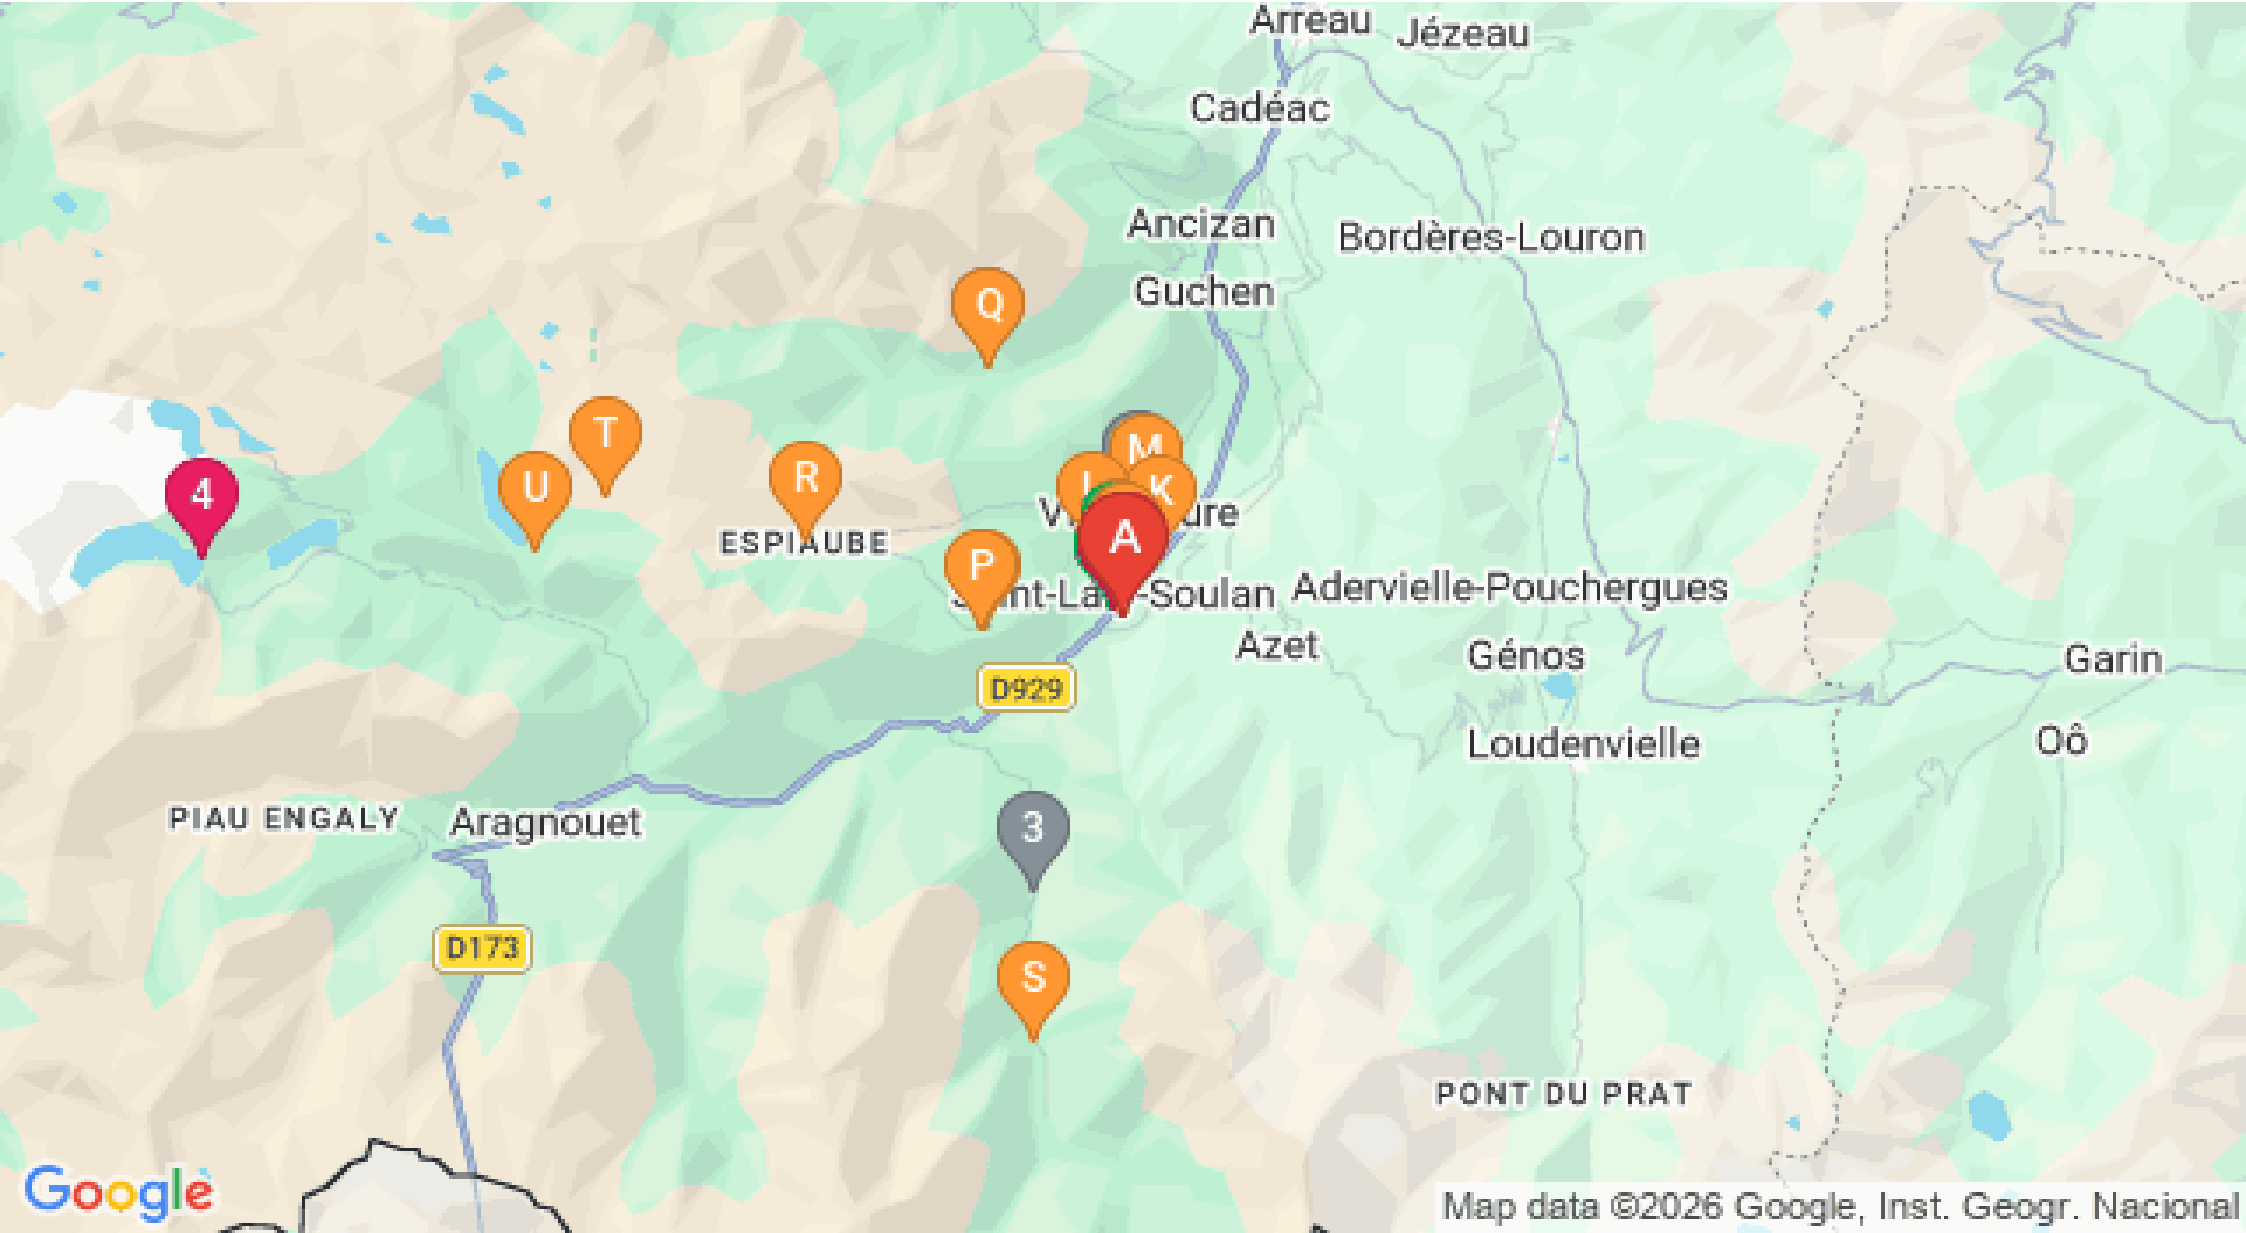 Arreau
Jézeau
Cadéac
Ancizan
Bordères-Louron
Guchen
Q
T
M
4
U
R
K
ESPIAUBE
A
P
Adervielle-Pouchergues
Azet
Génos
Garin
D929
Loudenvielle
Oô
PIAU ENGALY
Aragnouet
3
D173
S
PONT DU PRAT
Google
Map data ©2026 Google, Inst. Geogr. Nacional